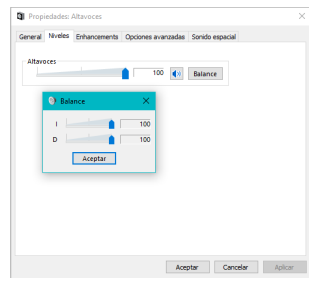 Propiedades: Altavoces
General Niveles Enhancements Opciones avanzadas Sonido espacial
Altavoces
100 Balance
Balance
I 100
D 100
Aceptar
Aceptar Cancelar Aplicar